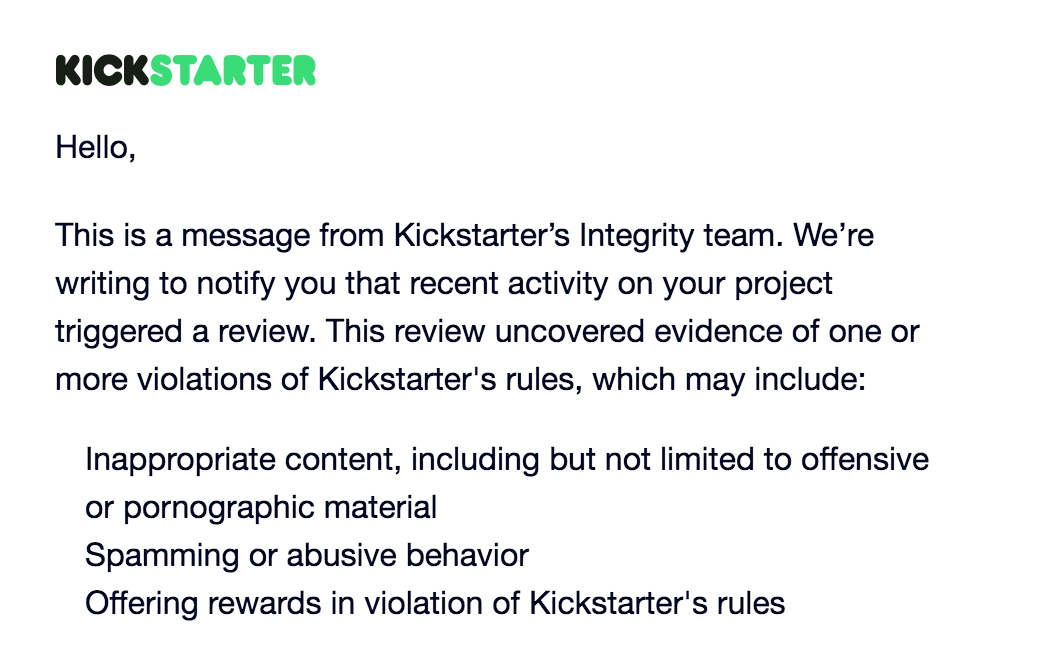 KICKSTARTER
Hello,
This is a message from Kickstarter’s Integrity team. We’re
writing to notify you that recent activity on your project
triggered a review. This review uncovered evidence of one or
more violations of Kickstarter's rules, which may include:
Inappropriate content, including but not limited to offensive
or pornographic material
Spamming or abusive behavior
Offering rewards in violation of Kickstarter's rules